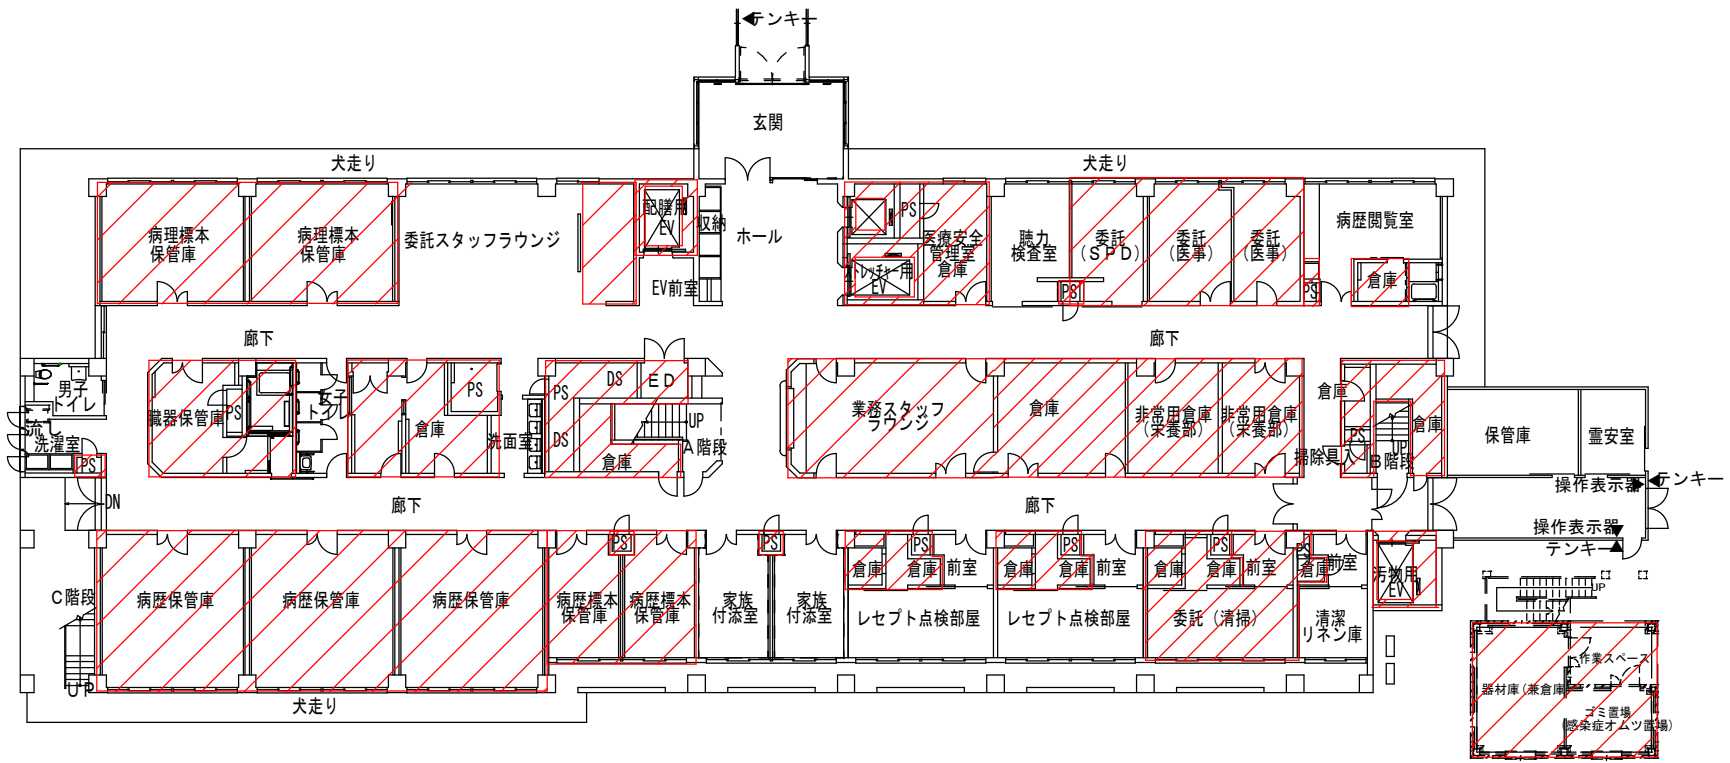 テンキー
玄関
犬走り
犬走り
病理標本
保管庫
病理標本
保管庫
委託スタッフラウンジ
配膳用
EV
収納
ホール
EV前室
PS
医療安全
管理室
倉庫
トレッチャー用
EV
聴力
検査室
PS
委託
(SPD)
委託
(医事)
委託
(医事)
PS
病歴閲覧室
倉庫
廊下
廊下
男子
トイレ
流し
洗濯室
PS
臓器保管庫
PS
女子
トイレ
倉庫
PS
洗面室
PS
DS
ED
DS
倉庫
UP
A階段
業務スタッフ
ラウンジ
倉庫
非常用倉庫
(栄養部)
非常用倉庫
(栄養部)
倉庫
PS
掃除具入
UP
B階段
倉庫
保管庫
霊安室
操作表示器
テンキー
操作表示器
テンキー
DN
廊下
廊下
C階段
UP
病歴保管庫
病歴保管庫
病歴保管庫
病歴標本
保管庫
PS
病歴標本
保管庫
家族
付添室
PS
家族
付添室
倉庫
PS
倉庫
前室
レセプト点検部屋
倉庫
PS
倉庫
前室
レセプト点検部屋
倉庫
PS
倉庫
前室
委託(清掃)
PS
倉庫
前室
清潔
リネン庫
汚物用
EV
犬走り
UP
作業スペース
器材庫(兼倉庫)
ゴミ置場
(感染症オムツ置場)